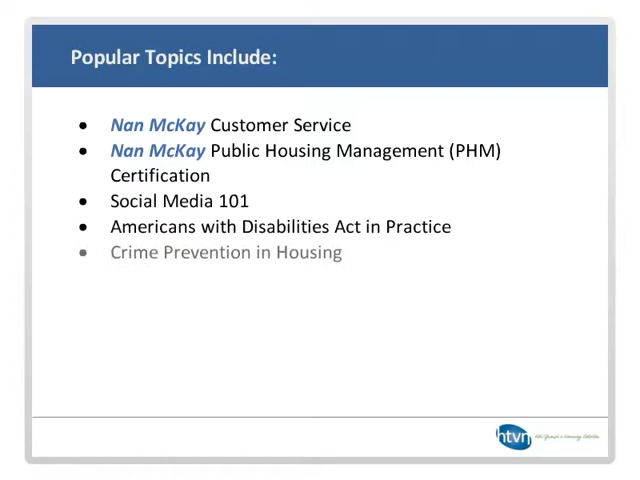 Popular Topics Include:
• Nan McKay Customer Service
• Nan McKay Public Housing Management (PHM)
Certification
• Social Media 101
• Americans with Disabilities Act in Practice
• Crime Prevention in Housing
htvn